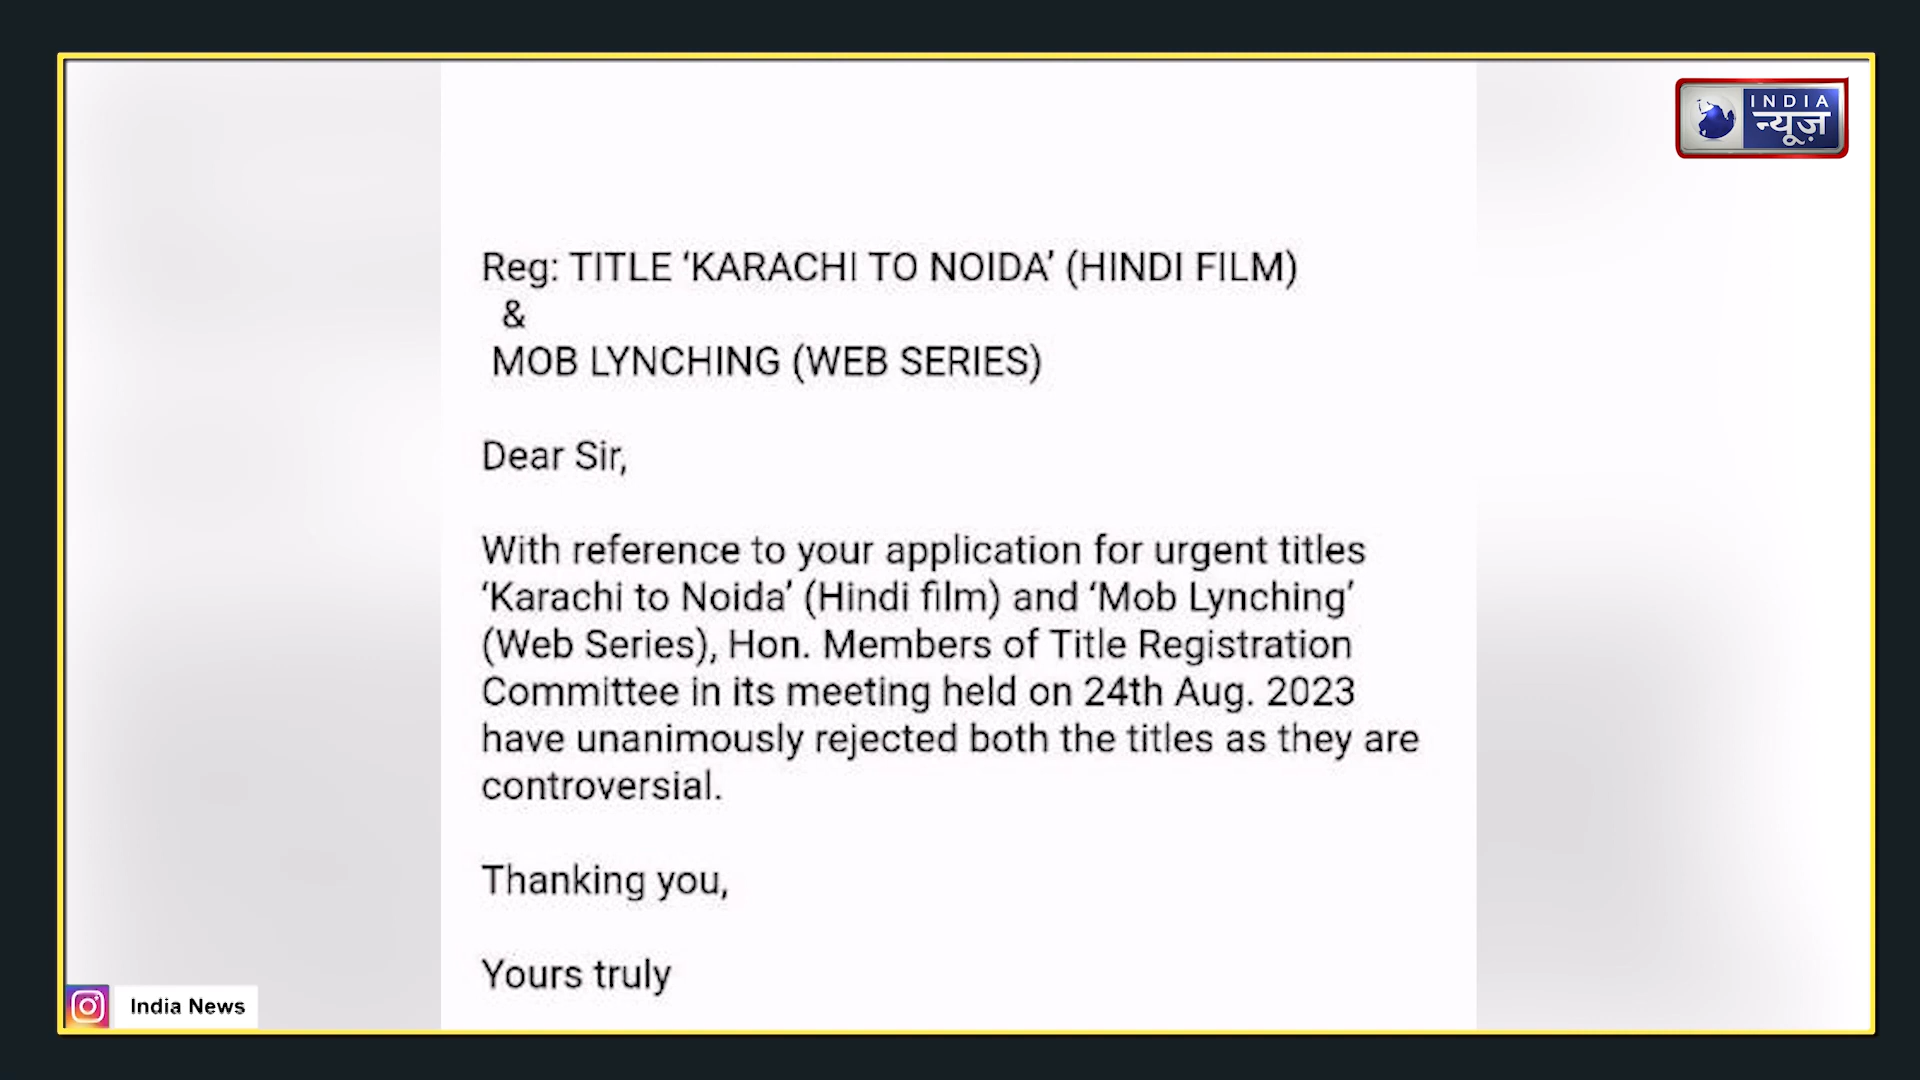 INDIA
न्यूज़
Reg: TITLE ‘KARACHI TO NOIDA’ (HINDI FILM)
&
MOB LYNCHING (WEB SERIES)
Dear Sir,
With reference to your application for urgent titles
‘Karachi to Noida’ (Hindi film) and ‘Mob Lynching’
(Web Series), Hon. Members of Title Registration
Committee in its meeting held on 24th Aug. 2023
have unanimously rejected both the titles as they are
controversial.
Thanking you,
Yours truly
India News